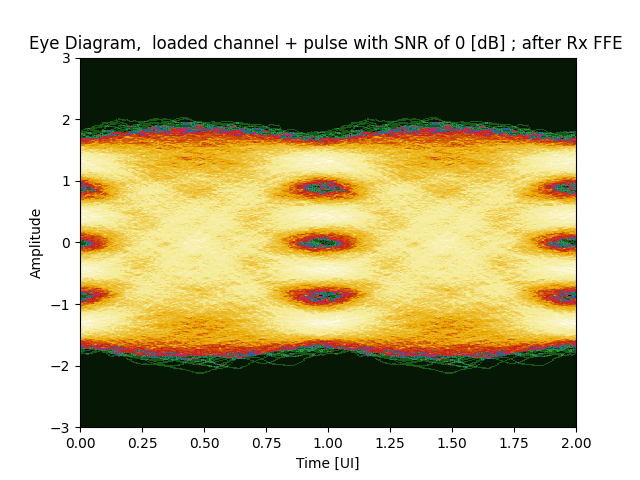 Eye Diagram,  loaded channel + pulse with SNR of 0 [dB] ; after Rx FFE
3
2
1
0
−1
−2
−3
Amplitude
0.00 0.25 0.50 0.75 1.00 1.25 1.50 1.75 2.00
Time [UI]